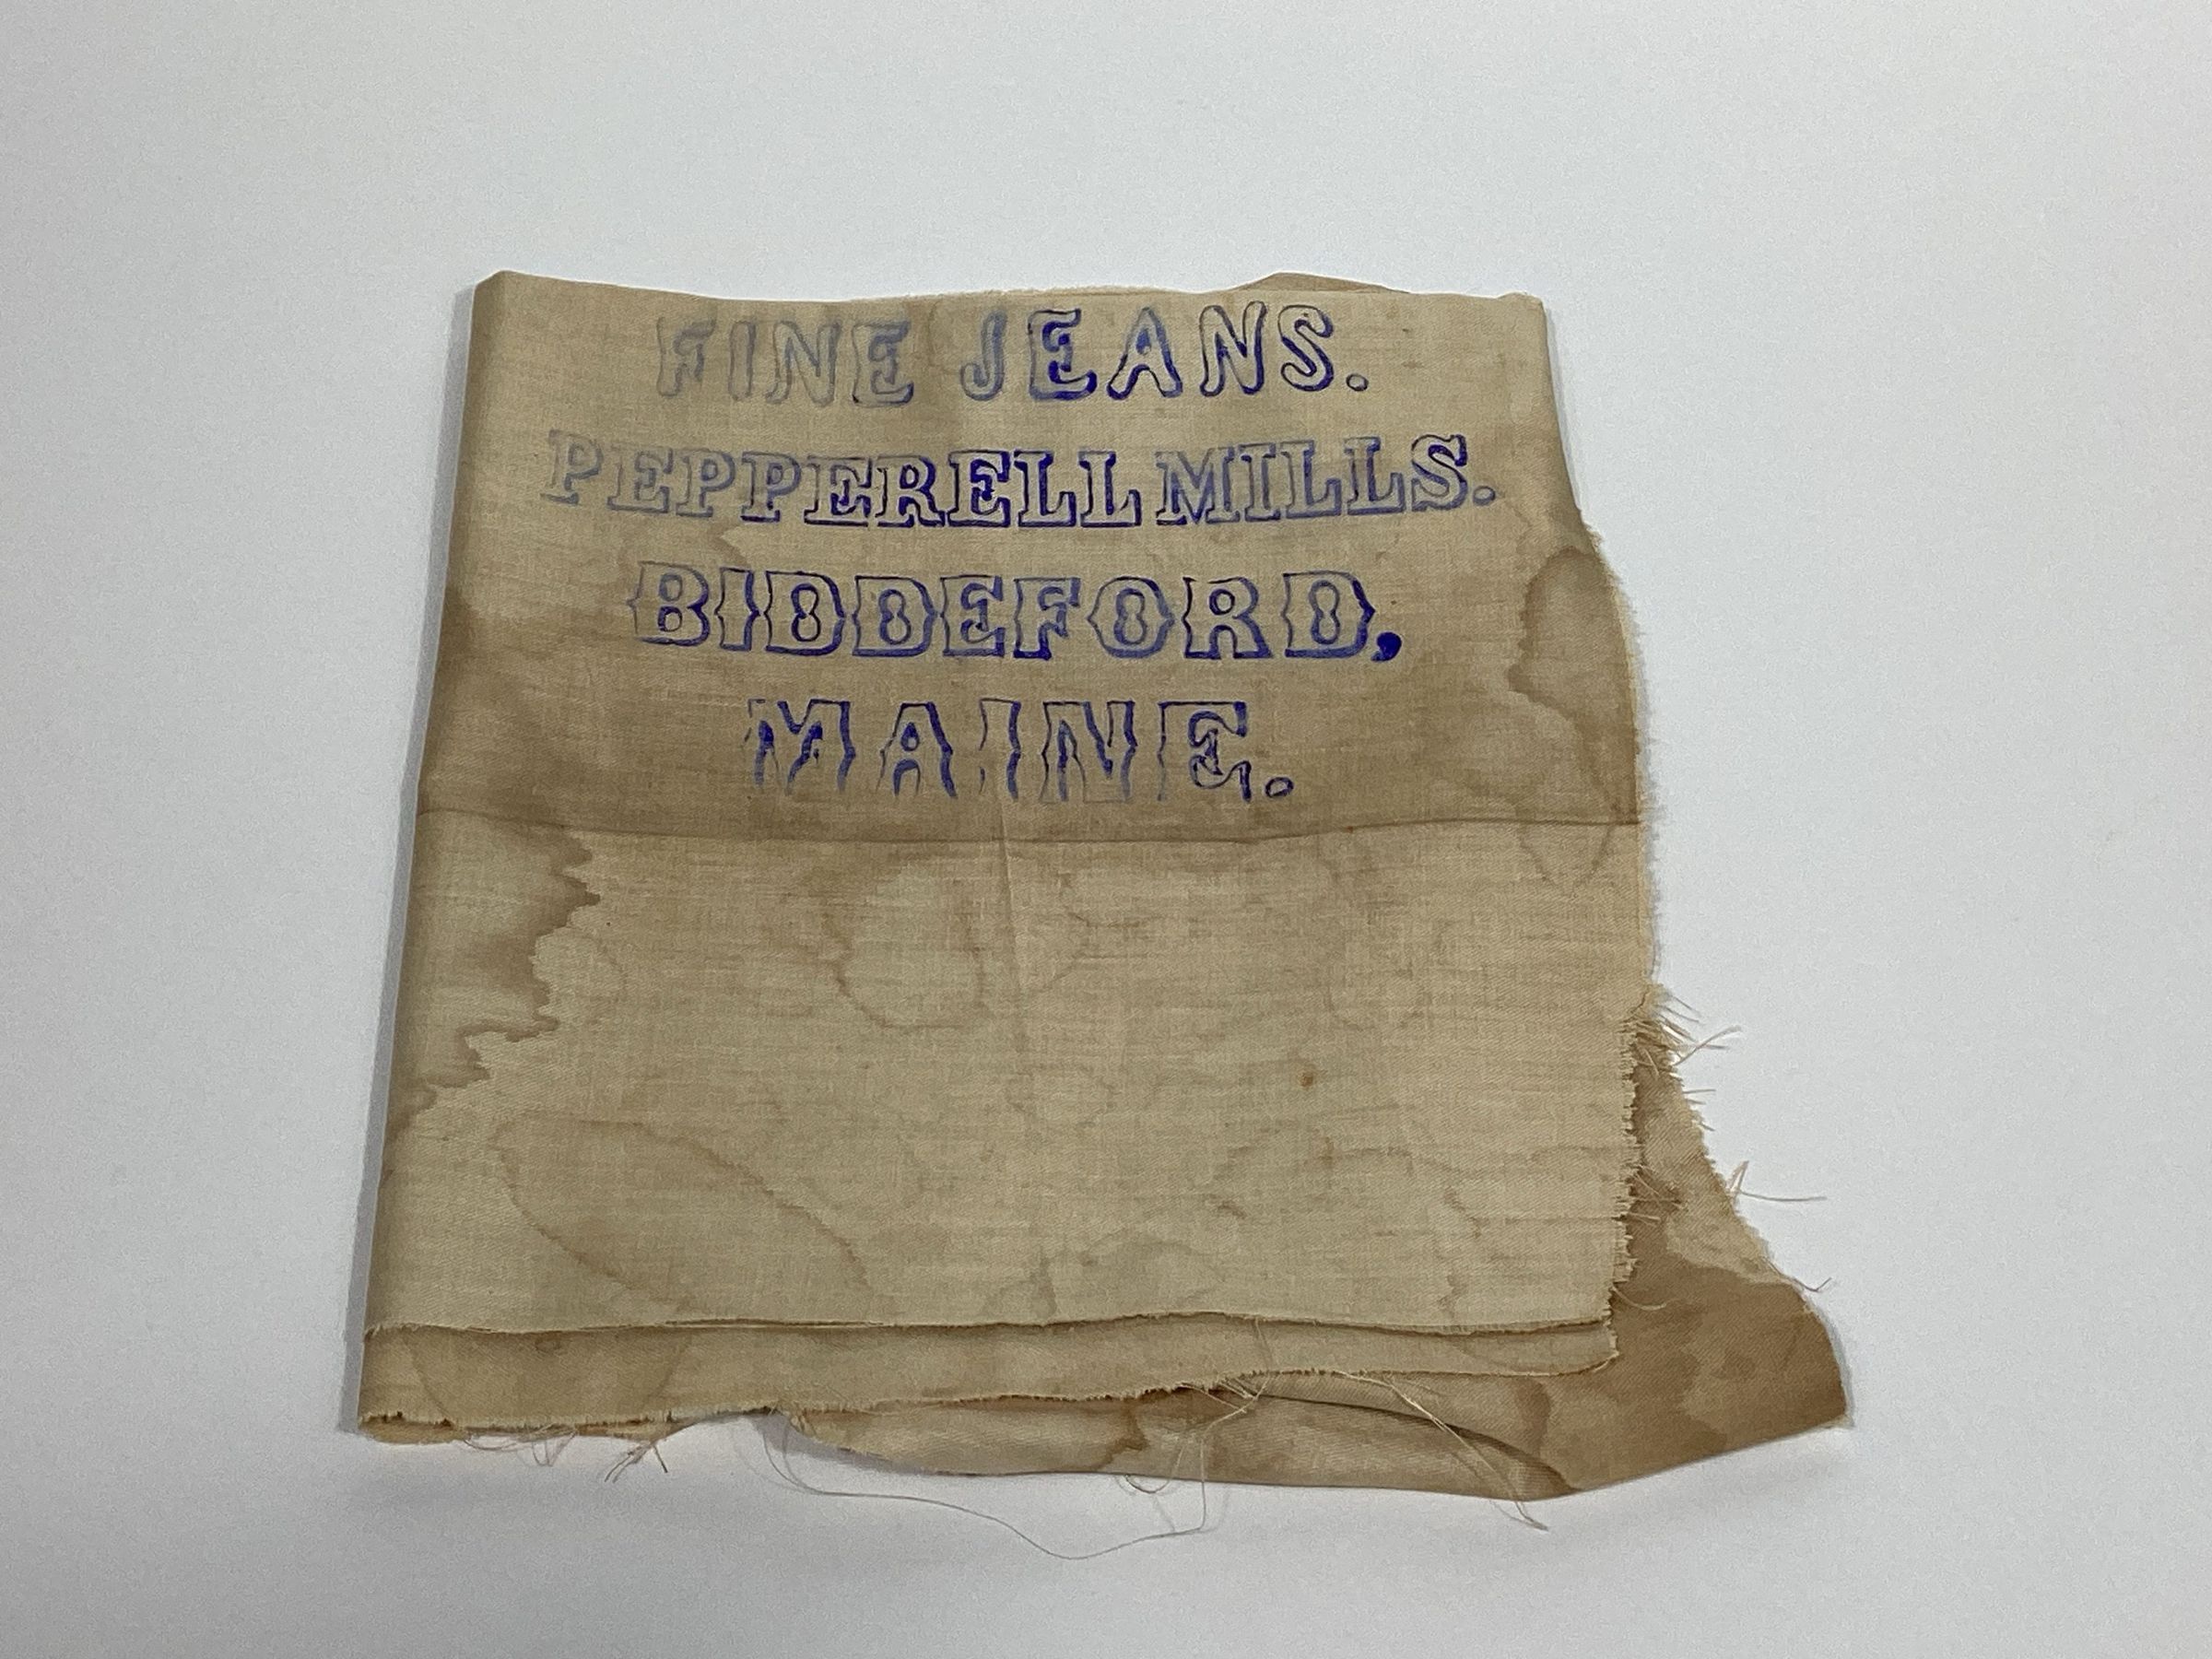 FINE JEANS.
PEPPERELL MILLS.
BIDDEFORD,
MAINE.